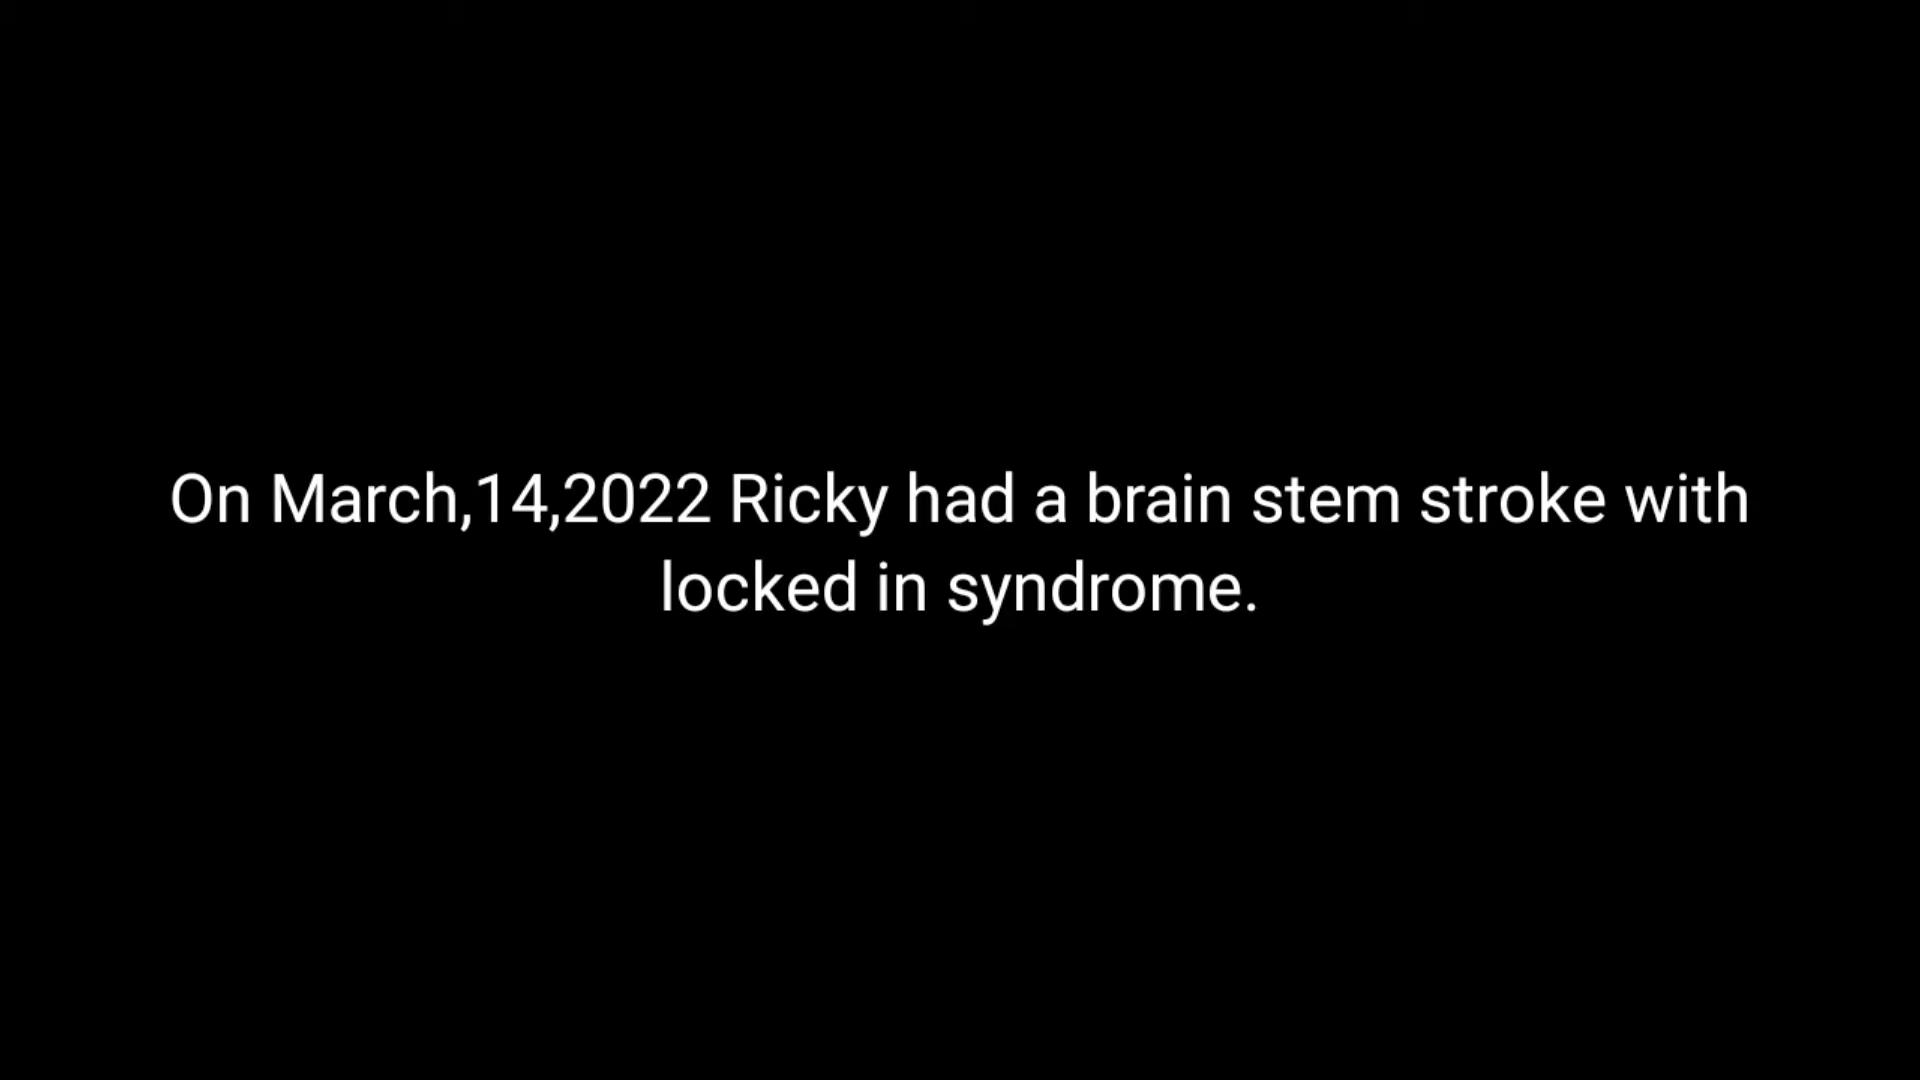 On March,14,2022 Ricky had a brain stem stroke with
locked in syndrome.